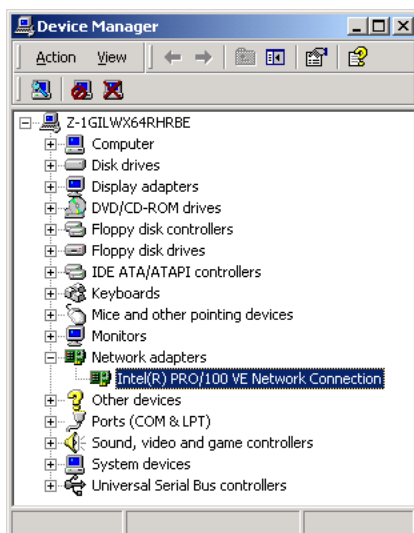 Device Manager
Action View
Z-1GILWX64RHRBE
Computer
Disk drives
Display adapters
DVD/CD-ROM drives
Floppy disk controllers
Floppy disk drives
IDE ATA/ATAPI controllers
Keyboards
Mice and other pointing devices
Monitors
Network adapters
Intel(R) PRO/100 VE Network Connection
Other devices
Ports (COM & LPT)
Sound, video and game controllers
System devices
Universal Serial Bus controllers